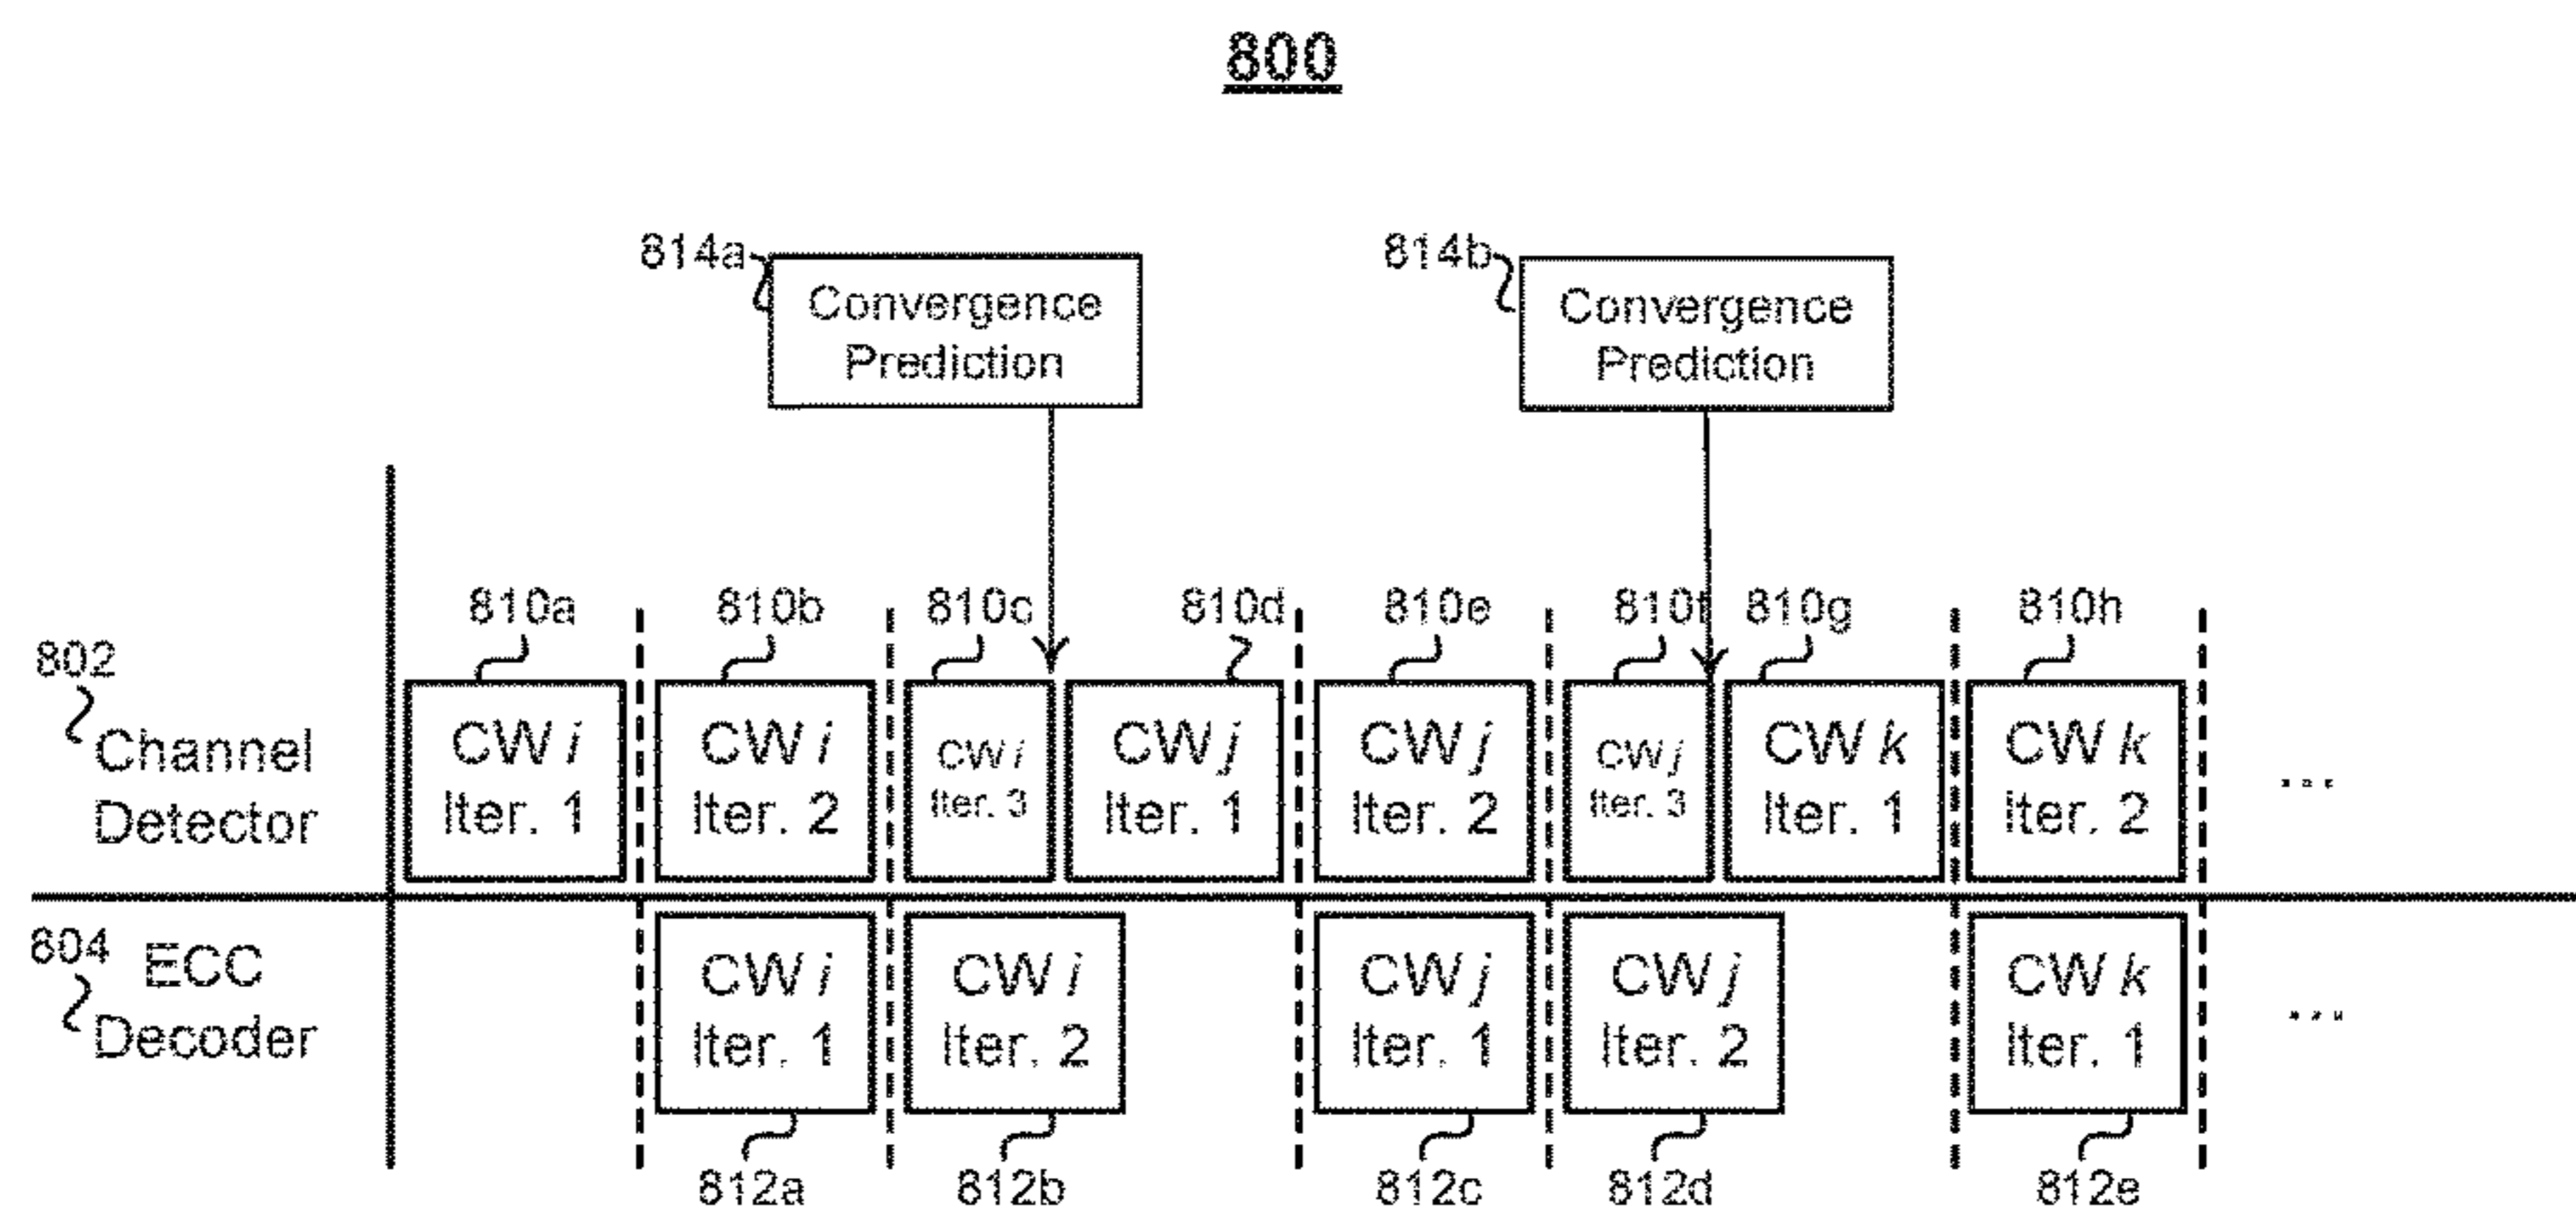 800
814a
Convergence
Prediction
814b
Convergence
Prediction
810a
810b
810c
810d
810e
810f
810g
810h
802
Channel
Detector
CW i
Iter. 1
CW i
Iter. 2
CW i
Iter. 3
CW j
Iter. 1
CW j
Iter. 2
CW j
Iter. 3
CW k
Iter. 1
CW k
Iter. 2
...
804
ECC
Decoder
CW i
Iter. 1
CW i
Iter. 2
CW j
Iter. 1
CW j
Iter. 2
CW k
Iter. 1
...
812a
812b
812c
812d
812e